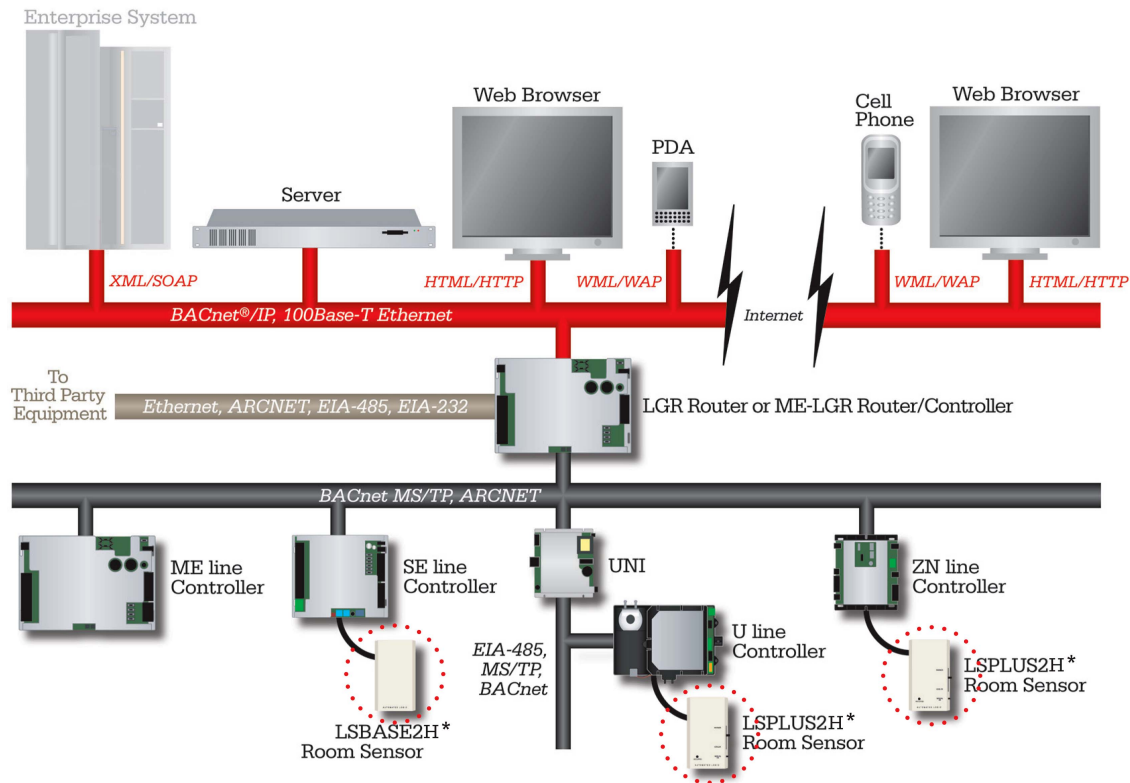 Enterprise System
Web Browser
Cell
Phone
Web Browser
PDA
Server
XML/SOAP
HTML/HTTP
WML/WAP
WML/WAP
HTML/HTTP
BACnet®/IP, 100Base-T Ethernet
Internet
To
Third Party
Equipment
Ethernet, ARCNET, EIA-485, EIA-232
LGR Router or ME-LGR Router/Controller
BACnet MS/TP, ARCNET
ME line
Controller
SE line
Controller
UNI
ZN line
Controller
EIA-485,
MS/TP,
BACnet
U line
Controller
LSPLUS2H*
Room Sensor
LSBASE2H*
Room Sensor
LSPLUS2H*
Room Sensor